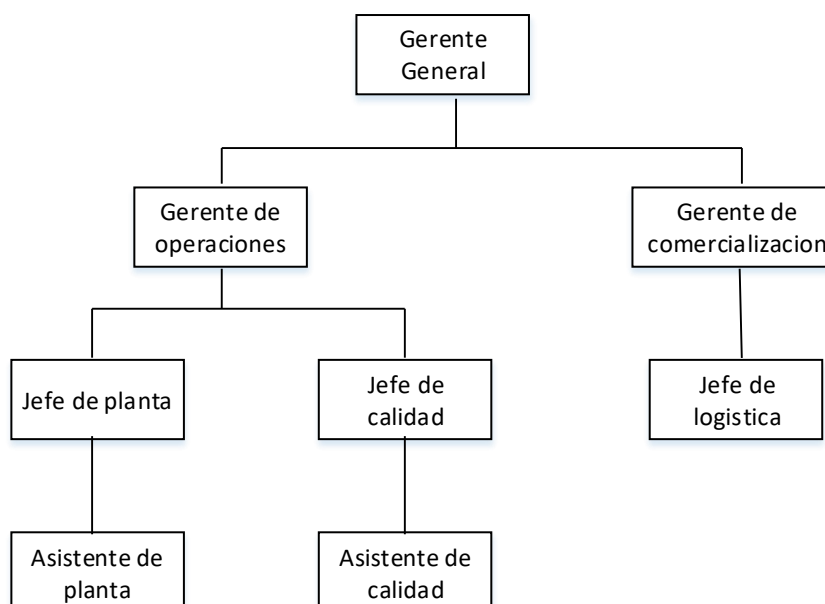 Gerente
General
Gerente de
operaciones
Gerente de
comercializacion
Jefe de planta
Jefe de
calidad
Jefe de
logistica
Asistente de
planta
Asistente de
calidad